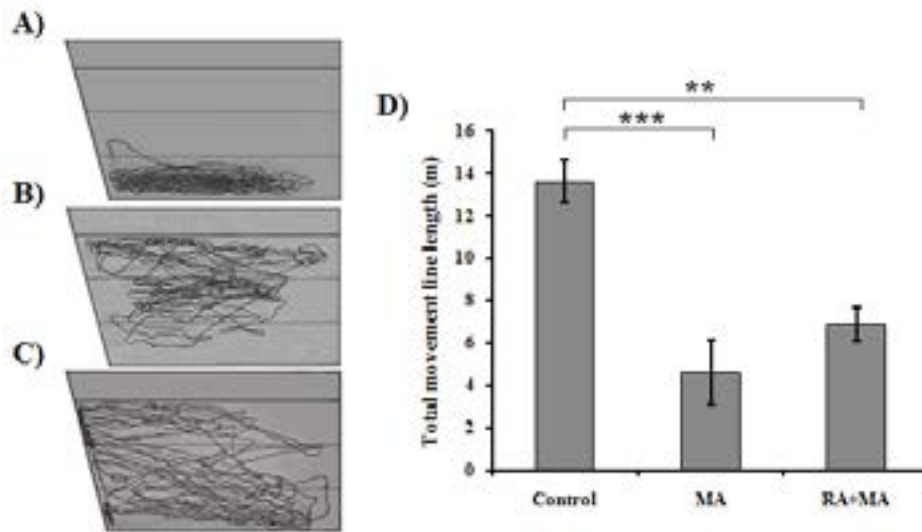 A)
B)
C)
D)
**
***
Total movement line length (m)
16
14
12
10
8
6
4
2
0
Control MA RA+MA